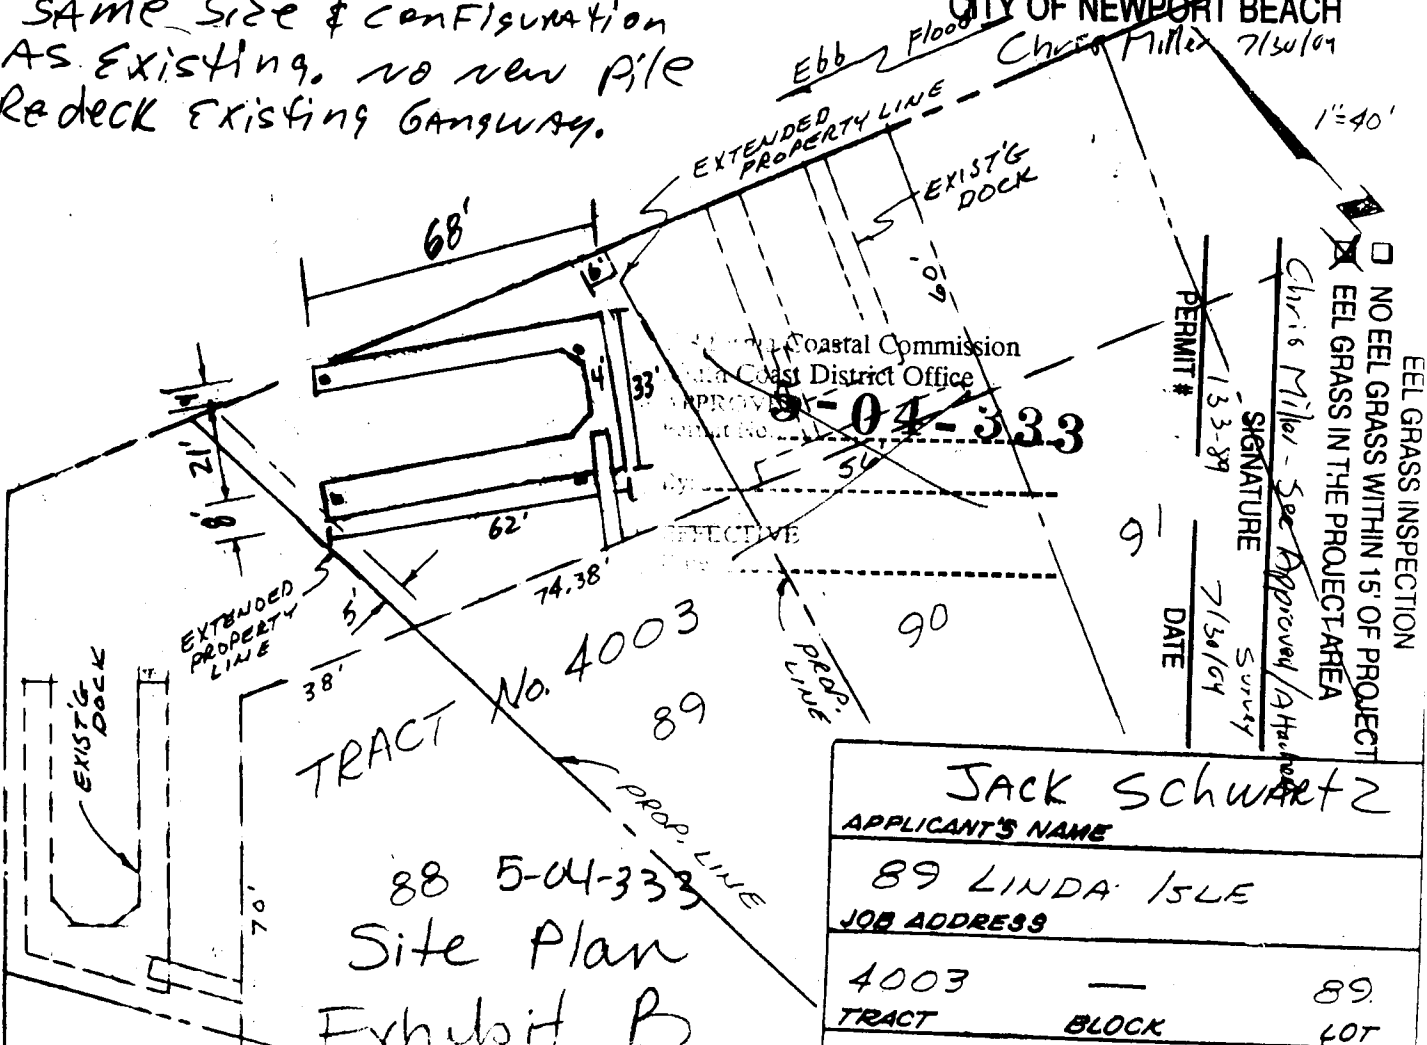 SAME SIZE & CONFIGURATION
AS Existing. NO NEW Pile
Redeck Existing GANGWAY.
CITY OF NEWPORT BEACH
Chris Miller 7/30/04
Ebb Flood
1"=40'
EXTENDED
PROPERTY LINE
EXIST'G
DOCK
60'
68'
6'
4'
33'
62'
12'
8'
5'
74.38'
38'
EXTENDED
PROPERTY
LINE
EXIST'G
DOCK
70'
Coastal Commission
Coast District Office
5-04-333
EFFECTIVE
TRACT No. 4003
88
89
90
91
PROP.
LINE
PROP. LINE
5-04-333
Site Plan
Exhibit B
EEL GRASS INSPECTION
NO EEL GRASS WITHIN 15' OF PROJECT
EEL GRASS IN THE PROJECT AREA
Chris Miller - See Approved/Attached Survey
SIGNATURE
133-89 7/30/04
PERMIT # DATE
JACK SCHWARTZ
APPLICANT'S NAME
89 LINDA ISLE
JOB ADDRESS
4003 — 89
TRACT BLOCK LOT